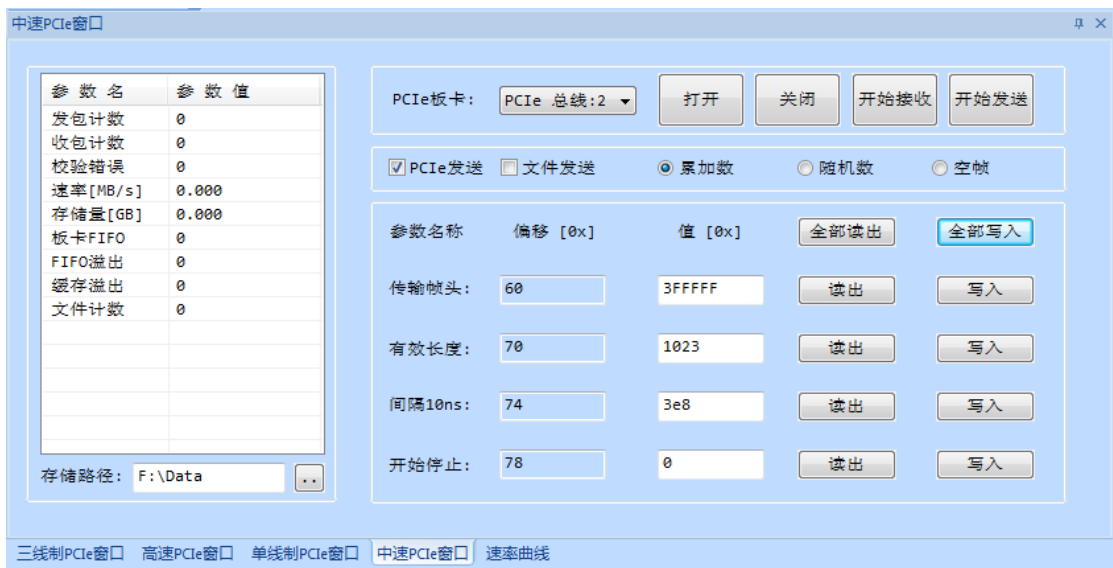 中速PCIe窗口
参 数 名 参 数 值
发包计数 0
收包计数 0
校验错误 0
速率[MB/s] 0.000
存储量[GB] 0.000
板卡FIFO 0
FIFO溢出 0
缓存溢出 0
文件计数 0
存储路径: F:\Data ..
PCIe板卡: PCIe 总线:2 打开 关闭 开始接收 开始发送
PCIe发送 文件发送 累加数 随机数 空帧
参数名称 偏移 [0x] 值 [0x] 全部读出 全部写入
传输帧头: 60 3FFFFF 读出 写入
有效长度: 70 1023 读出 写入
间隔10ns: 74 3e8 读出 写入
开始停止: 78 0 读出 写入
三线制PCIe窗口 高速PCIe窗口 单线制PCIe窗口 中速PCIe窗口 速率曲线